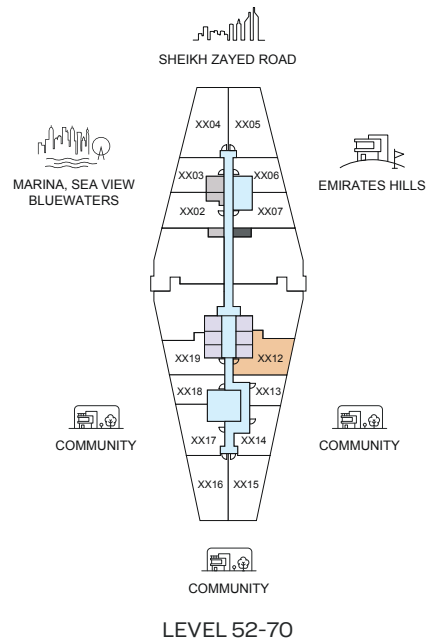 SHEIKH ZAYED ROAD
XX04 XX05
MARINA, SEA VIEW
BLUEWATERS
XX03 XX06
EMIRATES HILLS
XX02 XX07
XX19 XX12
XX18 XX13
COMMUNITY
XX17 XX14
COMMUNITY
XX16 XX15
COMMUNITY
LEVEL 52-70